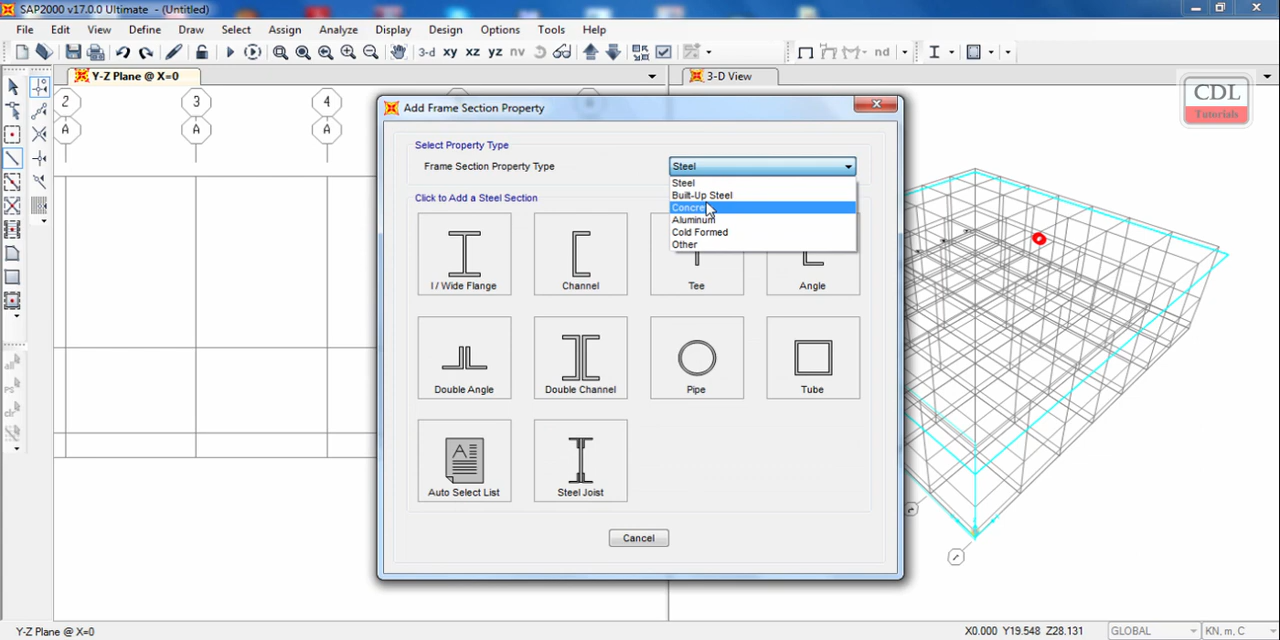 SAP2000 v17.0.0 Ultimate - (Untitled)
File Edit View Define Draw Select Assign Analyze Display Design Options Tools Help
3-d xy xz yz nv nd
Y-Z Plane @ X=0
3-D View
CDL
Tutorials
2 3 4
A A A
Add Frame Section Property
Select Property Type
Frame Section Property Type
Steel
Steel
Built-Up Steel
Concre
Aluminum
Cold Formed
Other
Click to Add a Steel Section
I / Wide Flange
Channel
Tee
Angle
Double Angle
Double Channel
Pipe
Tube
A
Auto Select List
Steel Joist
Cancel
all
PS
clr
Y-Z Plane @ X=0
X0.000 Y19.548 Z28.131
GLOBAL
KN, m, C